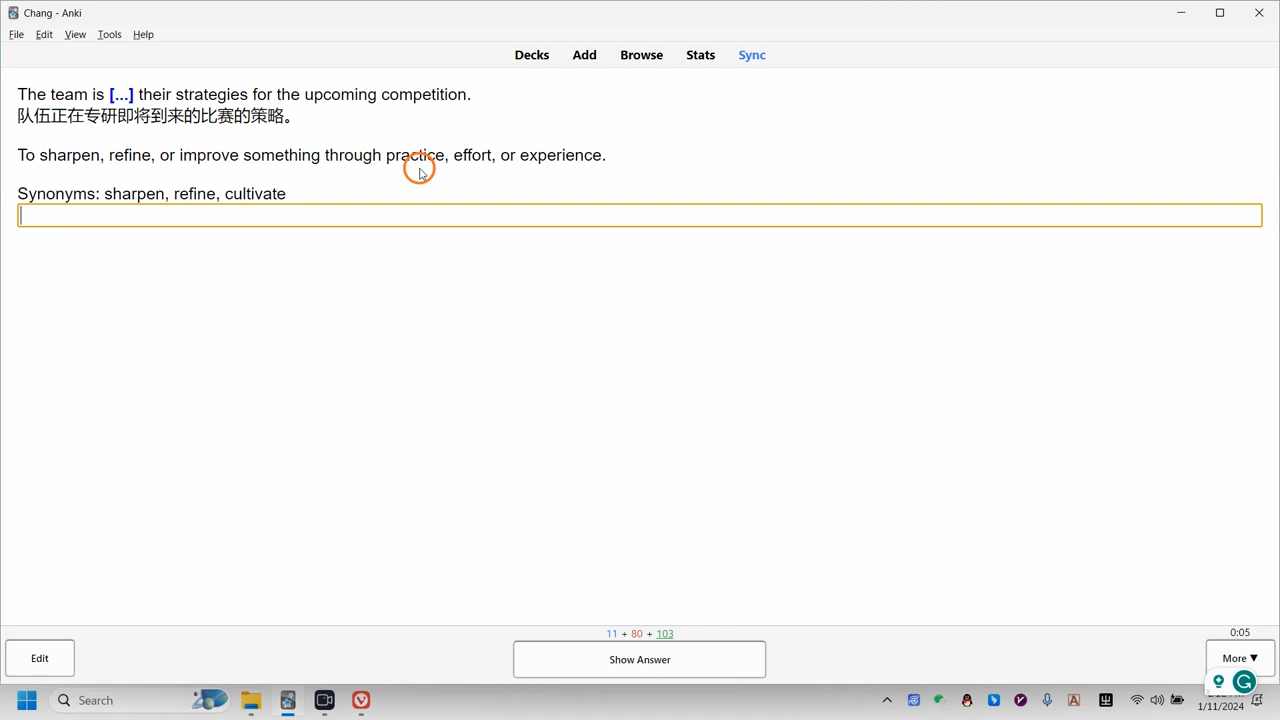 Chang - Anki
File Edit View Tools Help
Decks Add Browse Stats Sync
The team is [...] their strategies for the upcoming competition.
队伍正在专研即将到来的比赛的策略。
To sharpen, refine, or improve something through practice, effort, or experience.
Synonyms: sharpen, refine, cultivate
11 + 80 + 103
0:05
Edit
Show Answer
More ▼
Search
1/11/2024